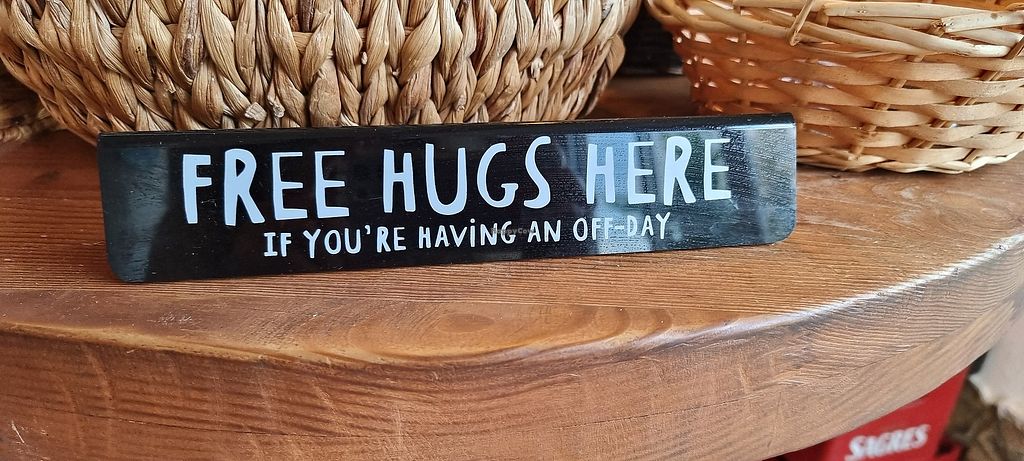 FREE HUGS HERE
IF YOU'RE HAViNG AN OFF-DAY
SAGRES